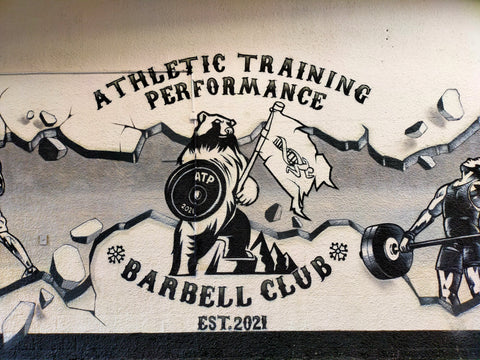 ATHLETIC TRAINING
PERFORMANCE
ATP
2021
BARBELL CLUB
EST. 2021